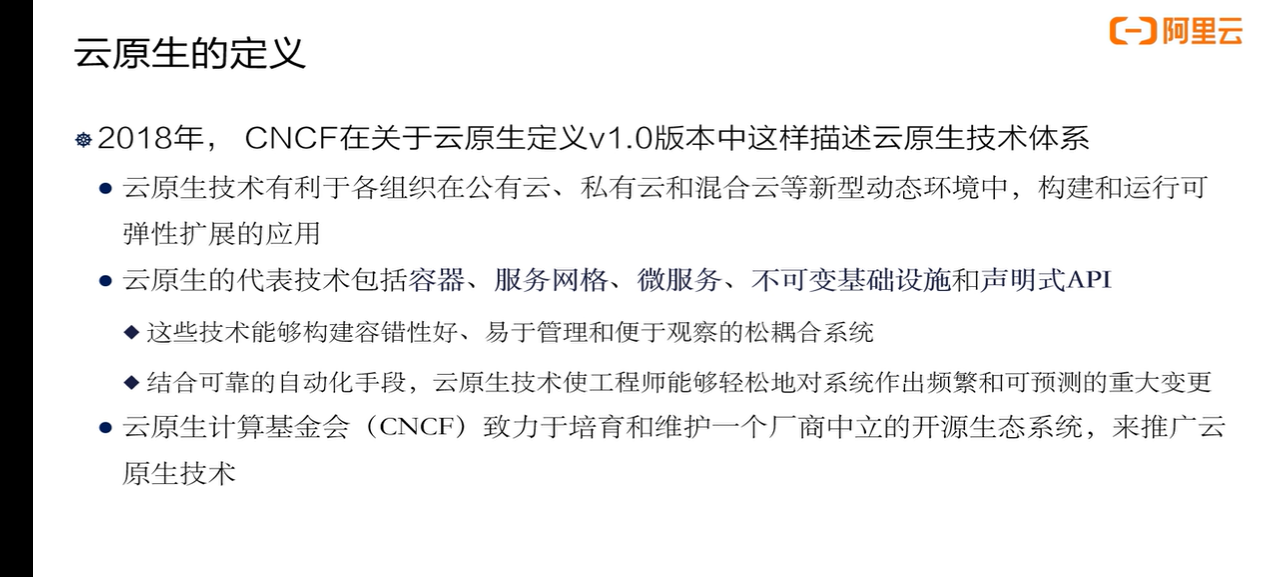 阿里云
云原生的定义
2018年， CNCF在关于云原生定义v1.0版本中这样描述云原生技术体系
云原生技术有利于各组织在公有云、私有云和混合云等新型动态环境中，构建和运行可
弹性扩展的应用
云原生的代表技术包括容器、服务网格、微服务、不可变基础设施和声明式API
这些技术能够构建容错性好、易于管理和便于观察的松耦合系统
结合可靠的自动化手段，云原生技术使工程师能够轻松地对系统作出频繁和可预测的重大变更
云原生计算基金会（CNCF）致力于培育和维护一个厂商中立的开源生态系统，来推广云
原生技术